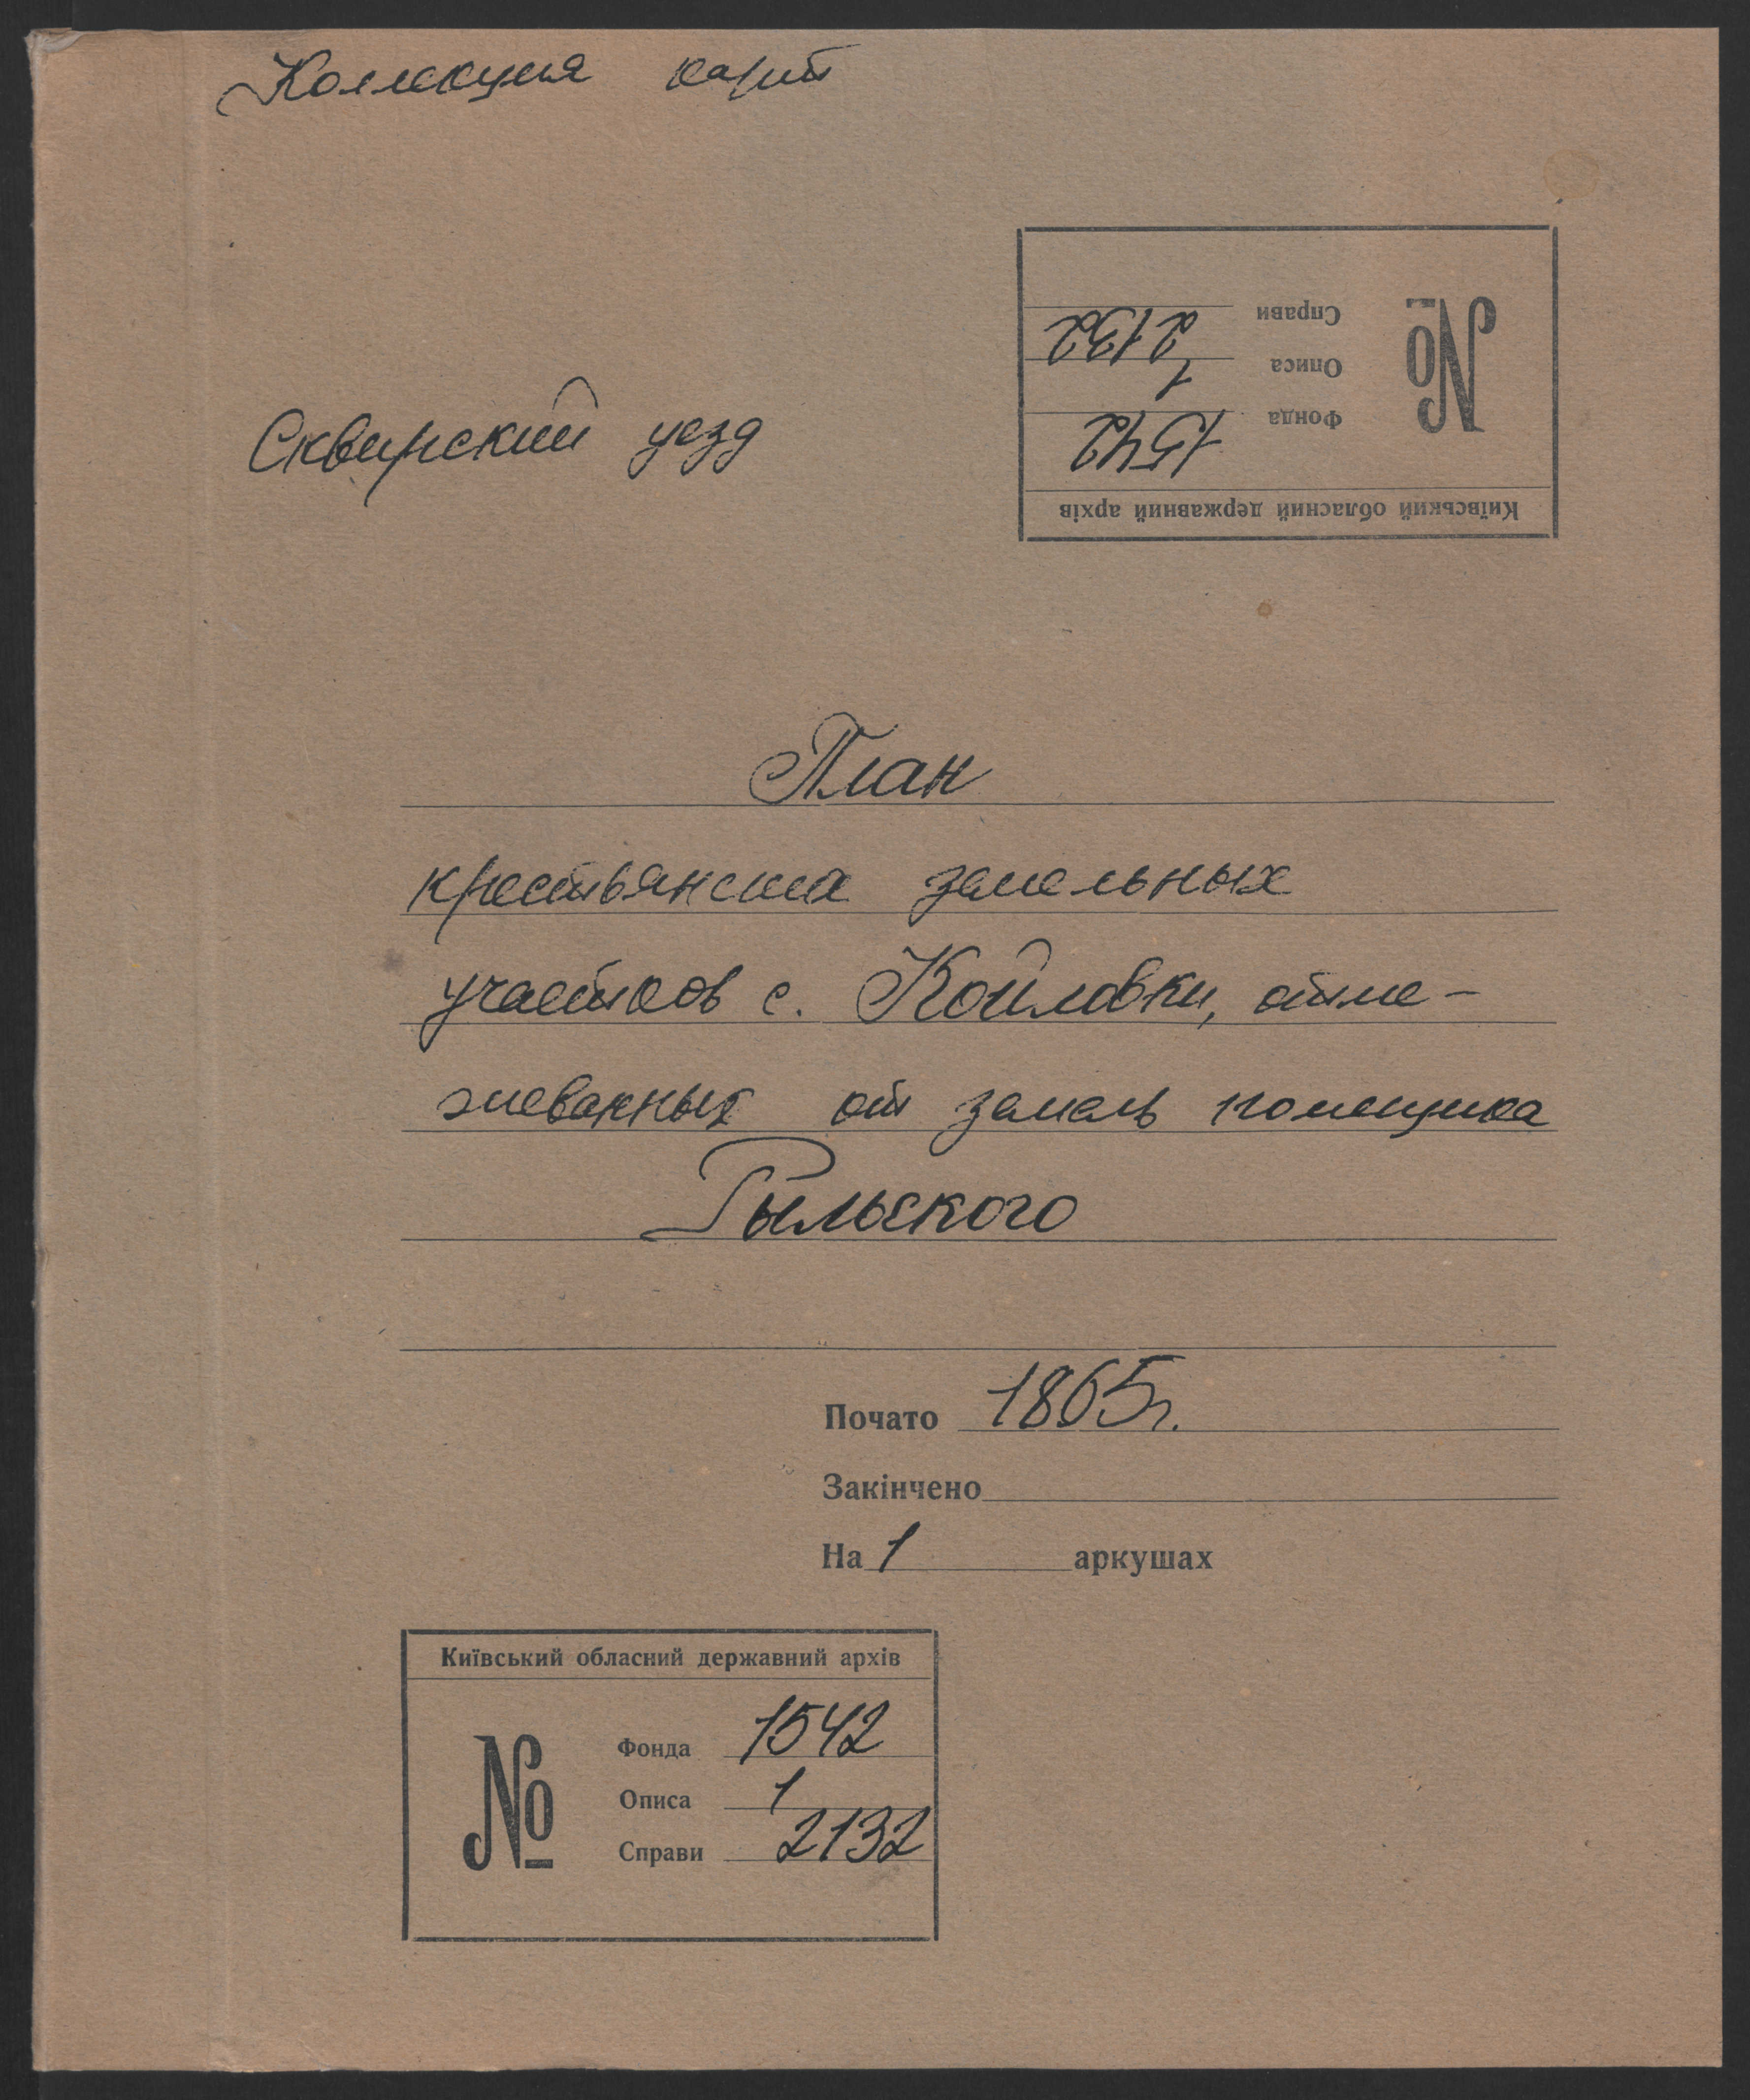 Коллекция карт
Киівський обласний державний архів
№
Фонда 1542
Описа 1
Справи 2132
Сквирский уезд
План
крестьянских земельных
участков с. Койловки, отме-
жеванных от земель помещика
Рыльского
Почато 1865г.
Закінчено
На 1 аркушах
Київський обласний державний архів
№
Фонда 1542
Описа 1
Справи 2132